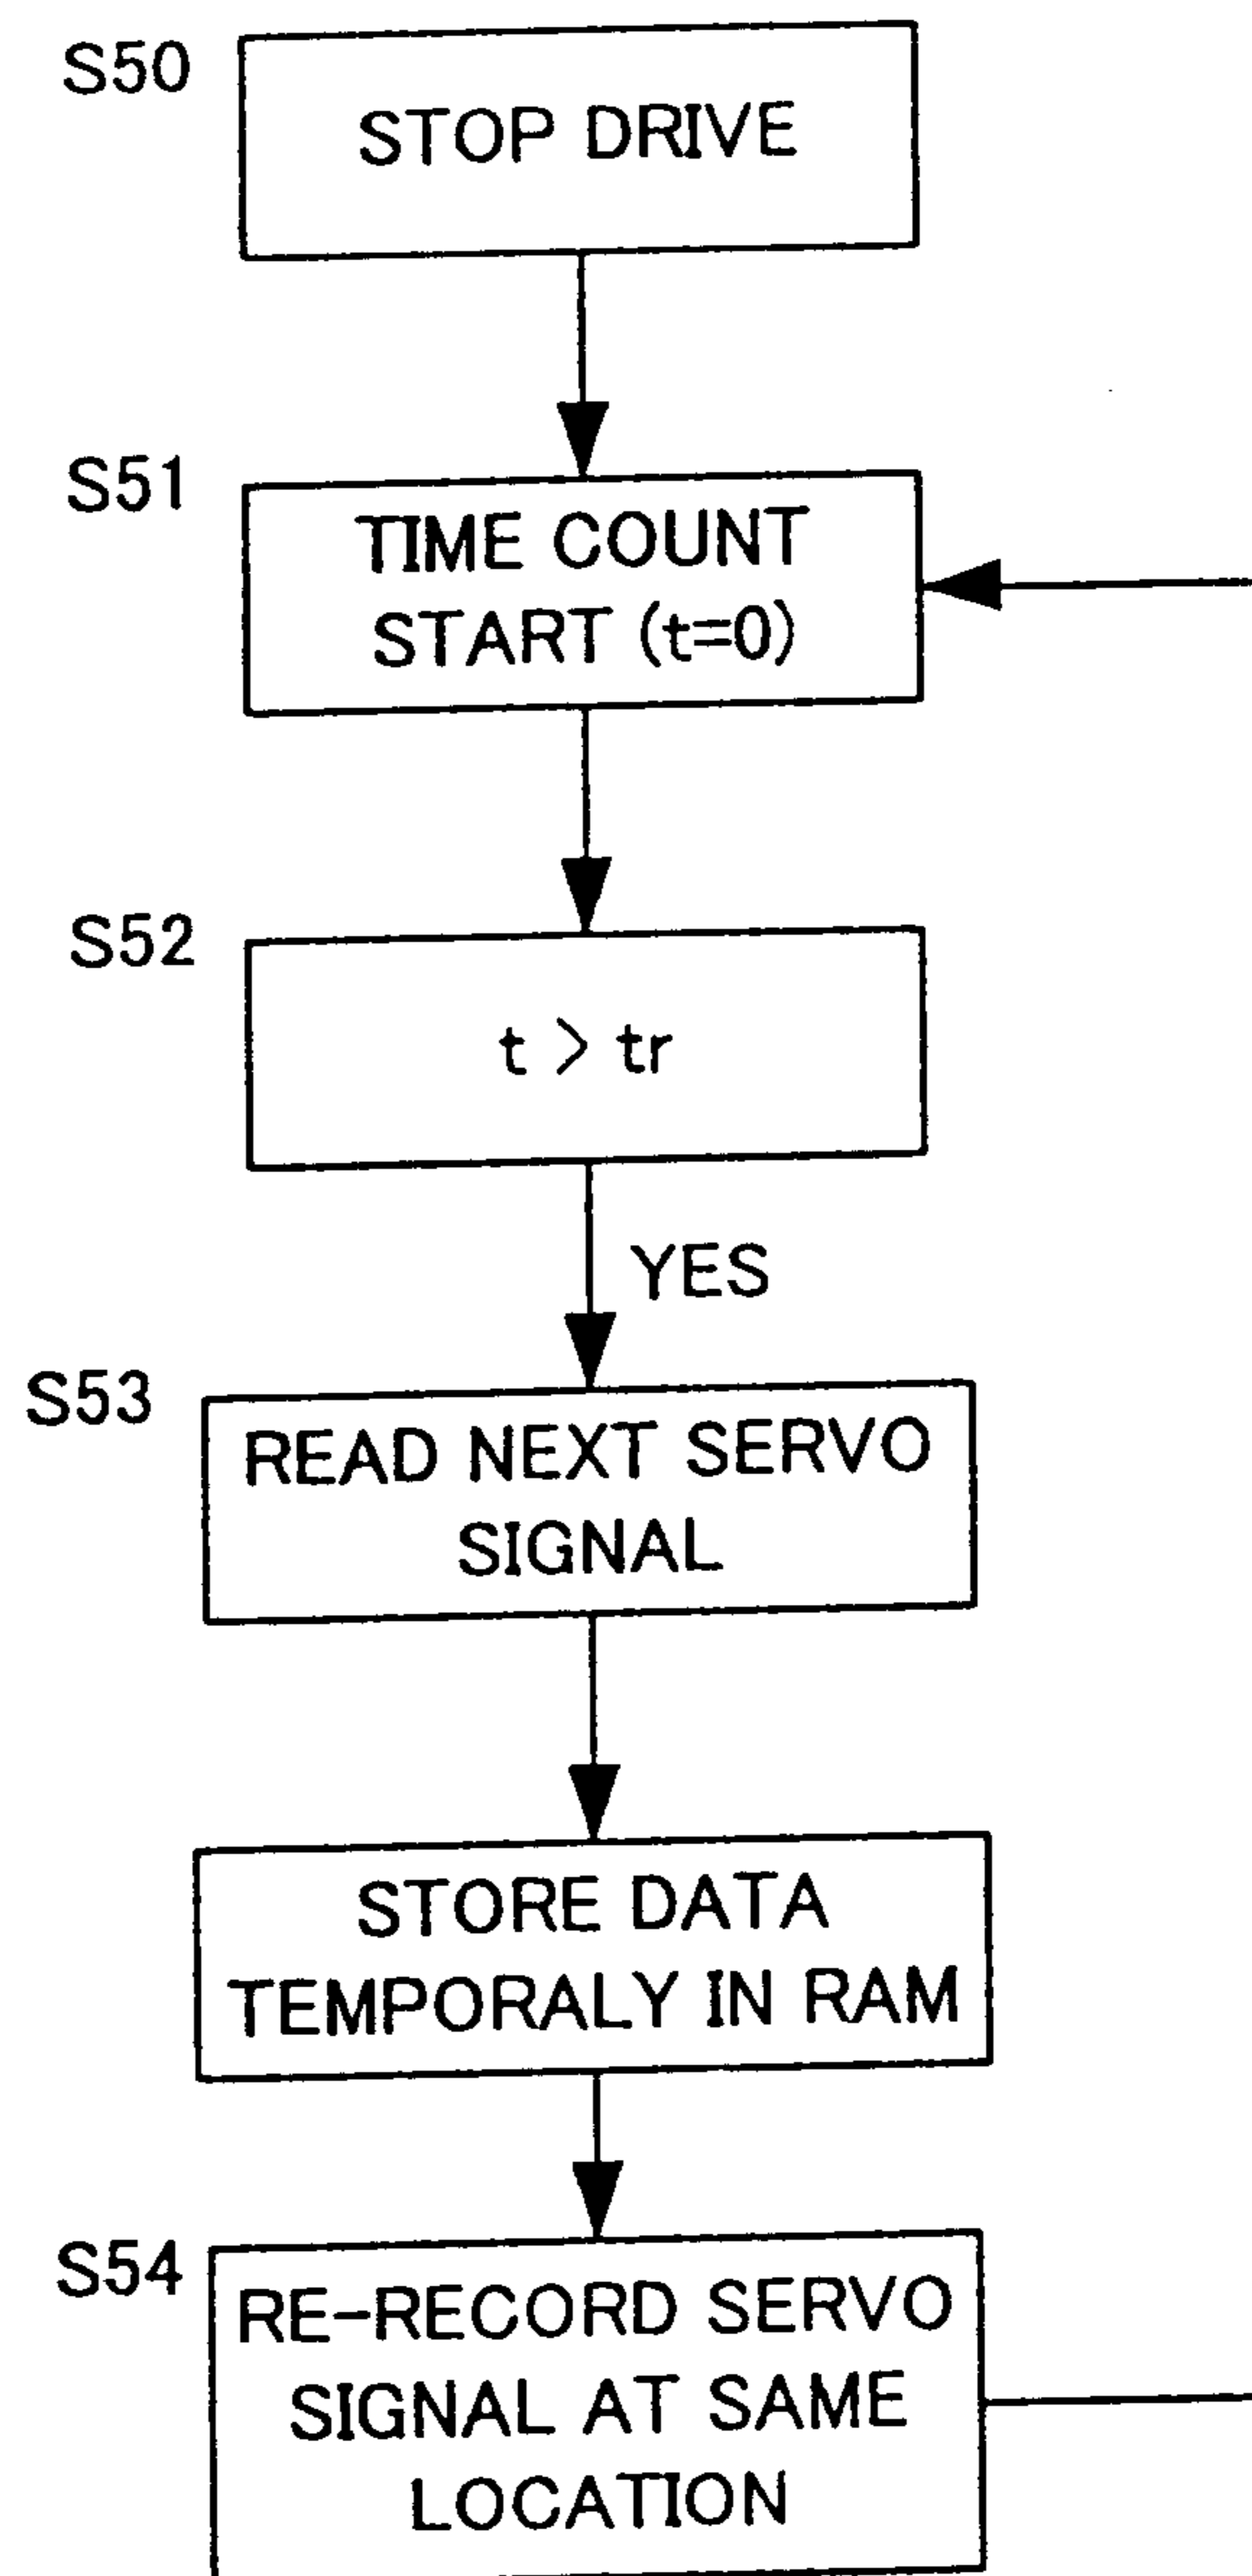 S50
STOP DRIVE
S51
TIME COUNT
START (t=0)
S52
t > tr
YES
S53
READ NEXT SERVO
SIGNAL
STORE DATA
TEMPORALY IN RAM
S54
RE-RECORD SERVO
SIGNAL AT SAME
LOCATION